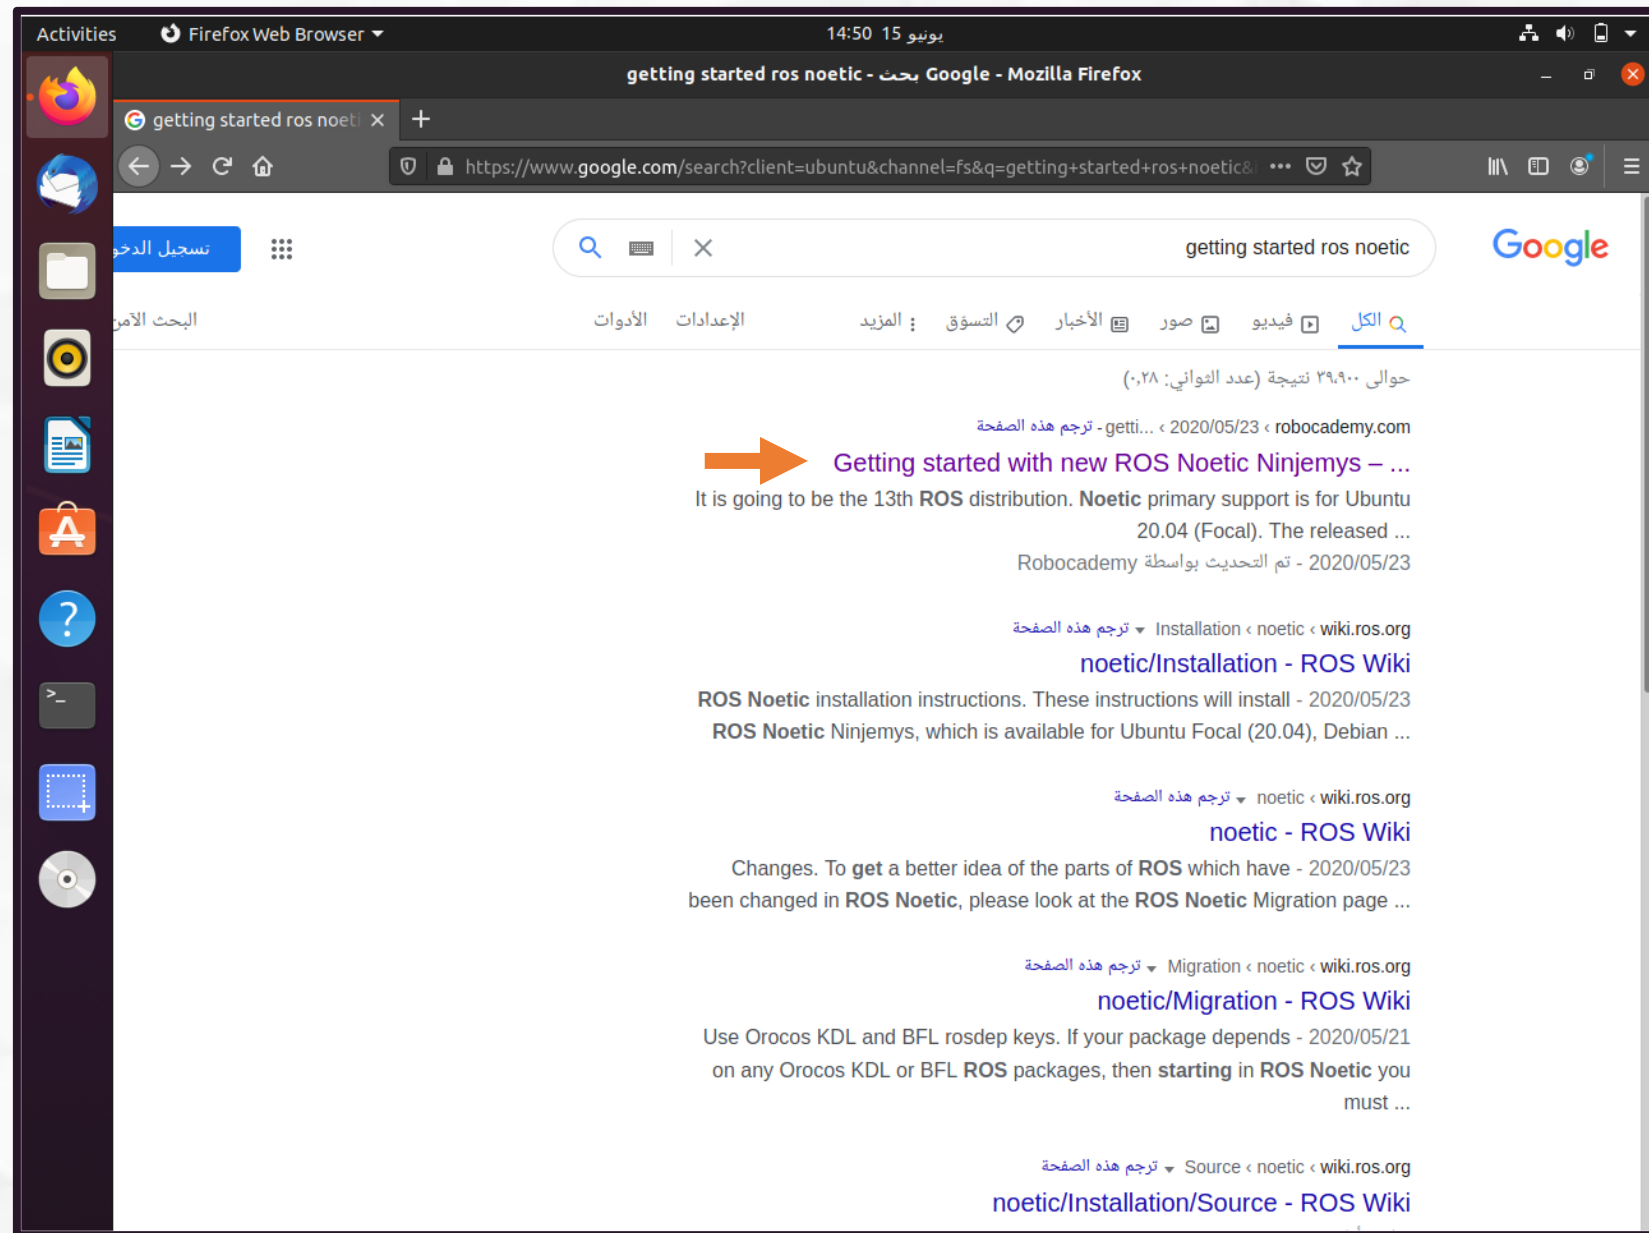 Activities Firefox Web Browser 14:50 15 يونيو
getting started ros noetic - بحث Google - Mozilla Firefox
getting started ros noeti
https://www.google.com/search?client=ubuntu&channel=fs&q=getting+started+ros+noetic&
تسجيل الدخو getting started ros noetic Google
الكل فيديو صور الأخبار التسوّق المزيد الإعدادات الأدوات البحث الآمن
حوالى ٣٩,٩٠٠ نتيجة (عدد الثواني: ٠,٢٨)
robocademy.com › 2020/05/23 › getti... - ترجم هذه الصفحة
Getting started with new ROS Noetic Ninjemys – ...
It is going to be the 13th ROS distribution. Noetic primary support is for Ubuntu
20.04 (Focal). The released ...
2020/05/23 - تم التحديث بواسطة Robocademy
wiki.ros.org › noetic › Installation ترجم هذه الصفحة
noetic/Installation - ROS Wiki
2020/05/23 - ROS Noetic installation instructions. These instructions will install
ROS Noetic Ninjemys, which is available for Ubuntu Focal (20.04), Debian ...
wiki.ros.org › noetic ترجم هذه الصفحة
noetic - ROS Wiki
2020/05/23 - Changes. To get a better idea of the parts of ROS which have
been changed in ROS Noetic, please look at the ROS Noetic Migration page ...
wiki.ros.org › noetic › Migration ترجم هذه الصفحة
noetic/Migration - ROS Wiki
2020/05/21 - Use Orocos KDL and BFL rosdep keys. If your package depends
on any Orocos KDL or BFL ROS packages, then starting in ROS Noetic you
must ...
wiki.ros.org › noetic › Source ترجم هذه الصفحة
noetic/Installation/Source - ROS Wiki